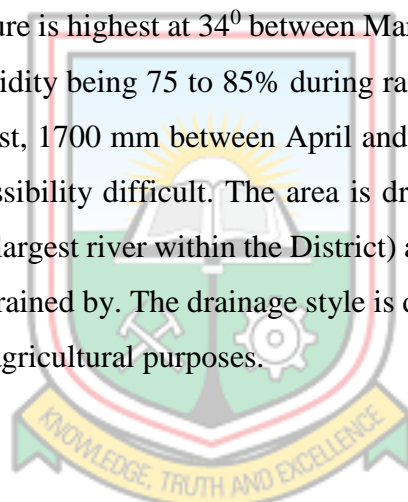 ure is highest at 34⁰ between Mar
idity being 75 to 85% during ra
st, 1700 mm between April and
ssibility difficult. The area is dr
largest river within the District) a
rained by. The drainage style is d
agricultural purposes.
KNOWLEDGE, TRUTH AND EXCELLENCE